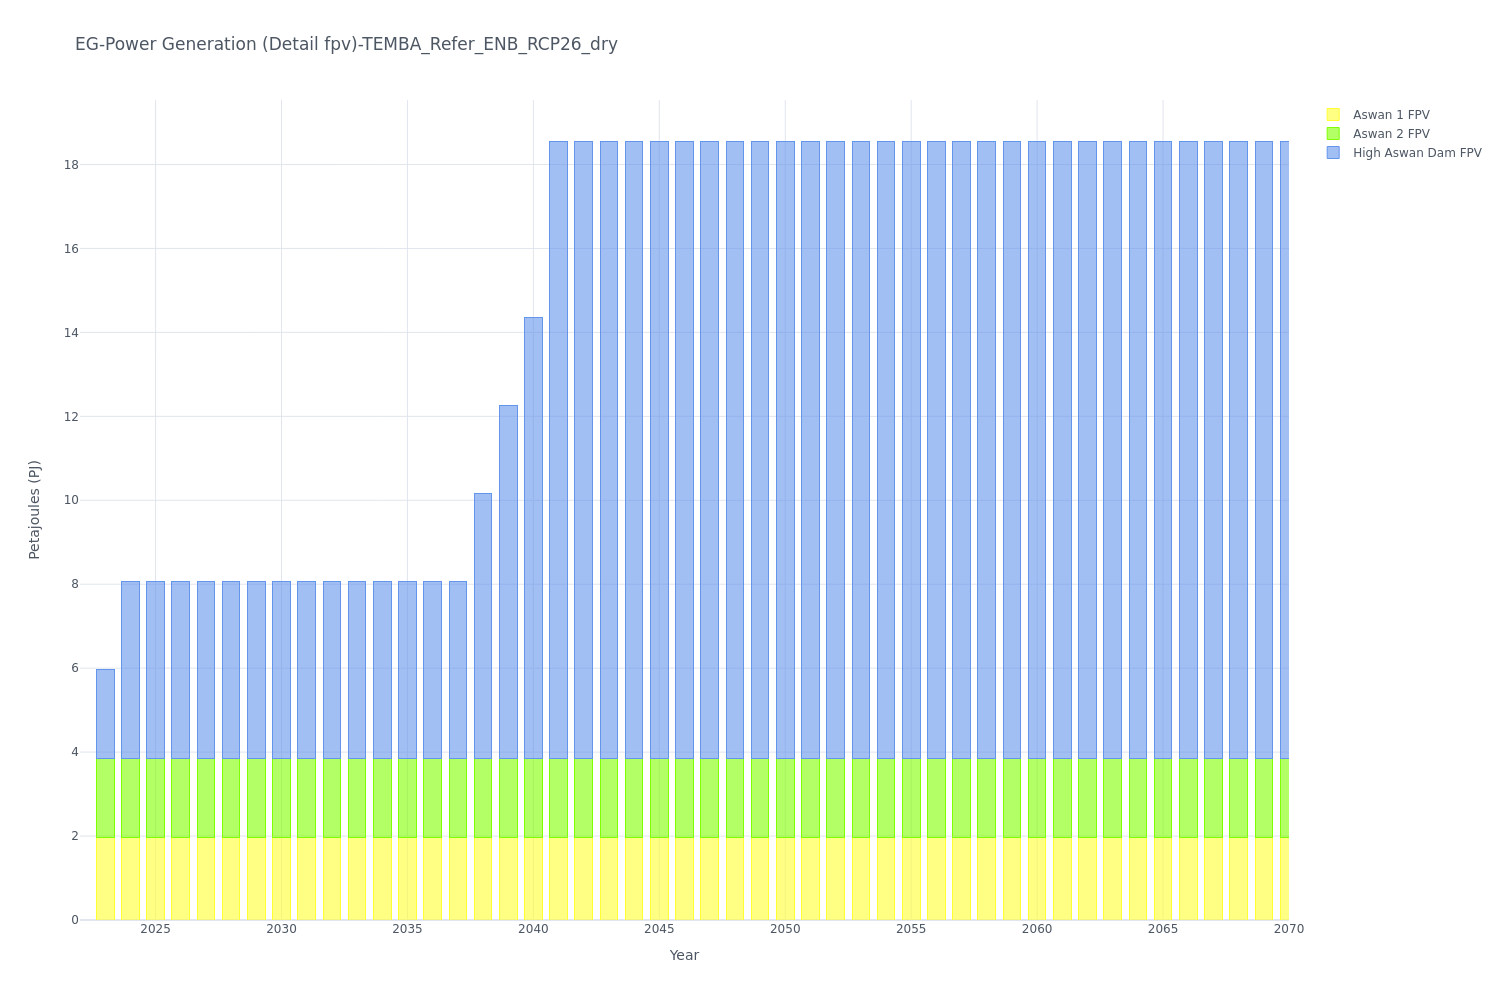 EG-Power Generation (Detail fpv)-TEMBA_Refer_ENB_RCP26_dry
Aswan 1 FPV
Aswan 2 FPV
High Aswan Dam FPV
Petajoules (PJ)
18
16
14
12
10
8
6
4
2
0
2025 2030 2035 2040 2045 2050 2055 2060 2065 2070
Year